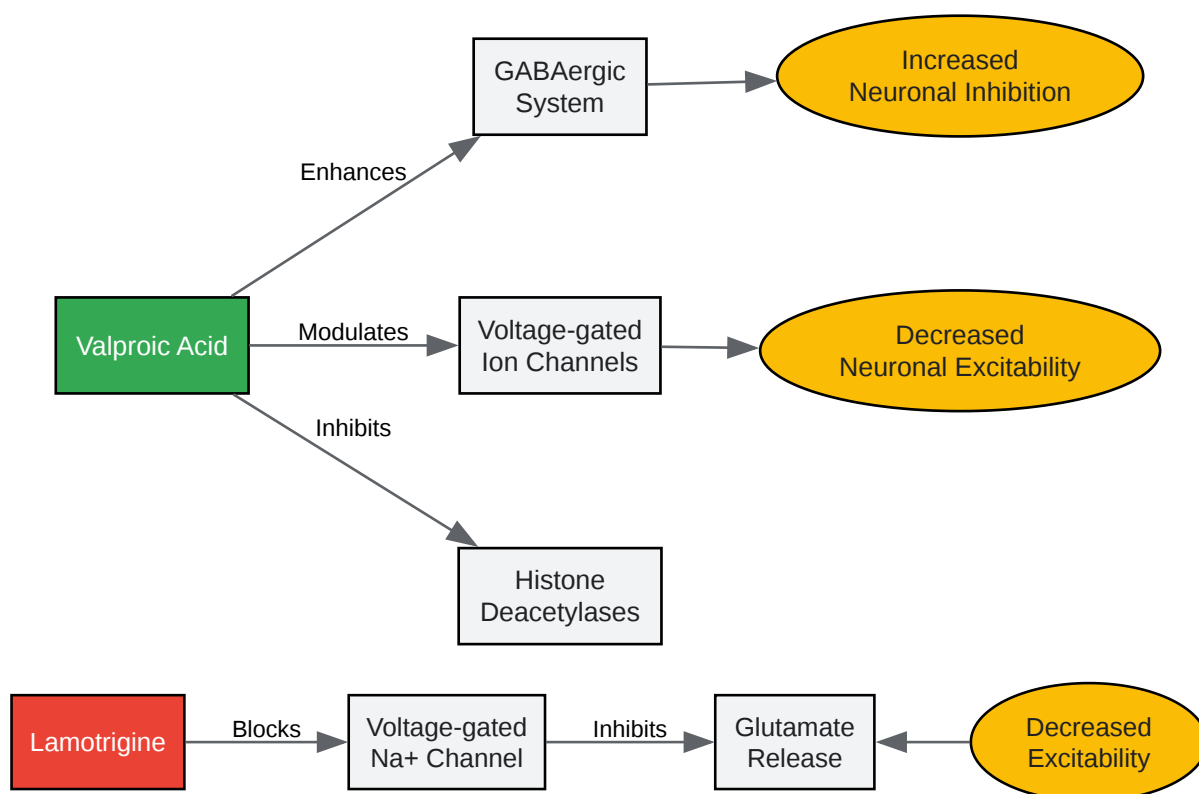 GABAergic
System
Increased
Neuronal Inhibition
Enhances
Valproic Acid
Modulates
Voltage-gated
Ion Channels
Decreased
Neuronal Excitability
Inhibits
Histone
Deacetylases
Lamotrigine
Blocks
Voltage-gated
Na+ Channel
Inhibits
Glutamate
Release
Decreased
Excitability